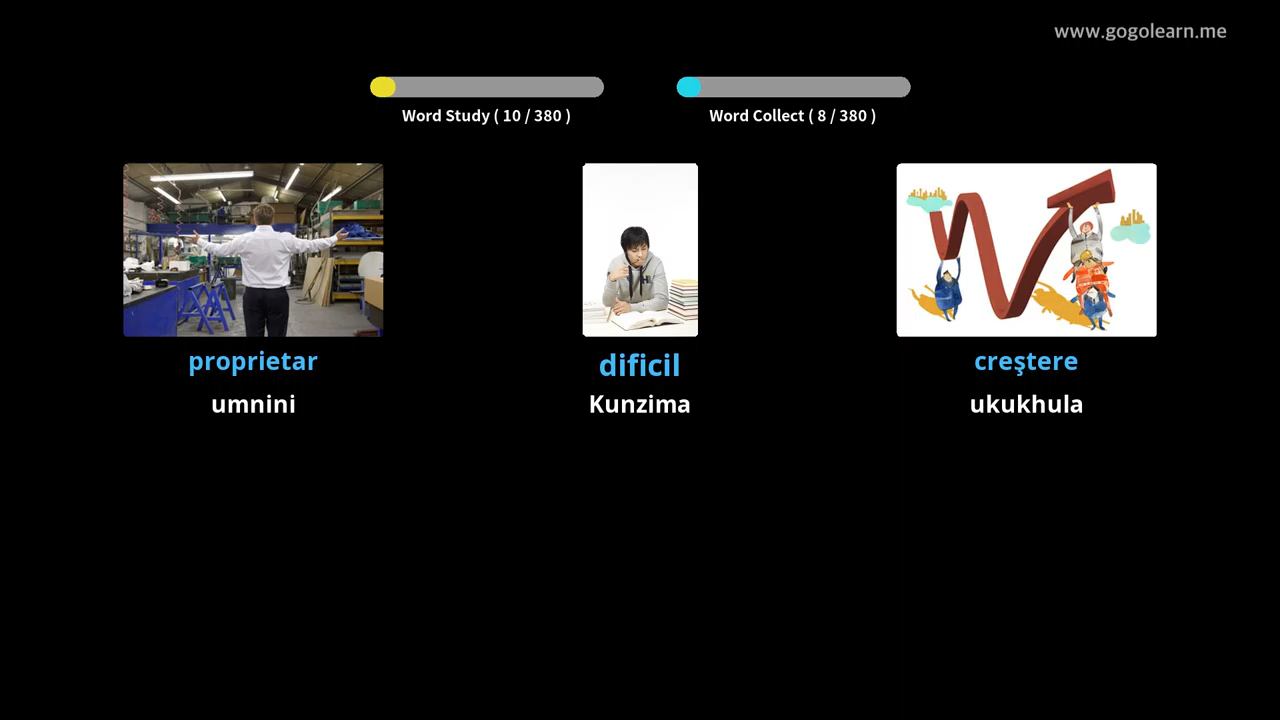 www.gogolearn.me
Word Study ( 10 / 380 )
Word Collect ( 8 / 380 )
proprietar
dificil
creştere
umnini
Kunzima
ukukhula